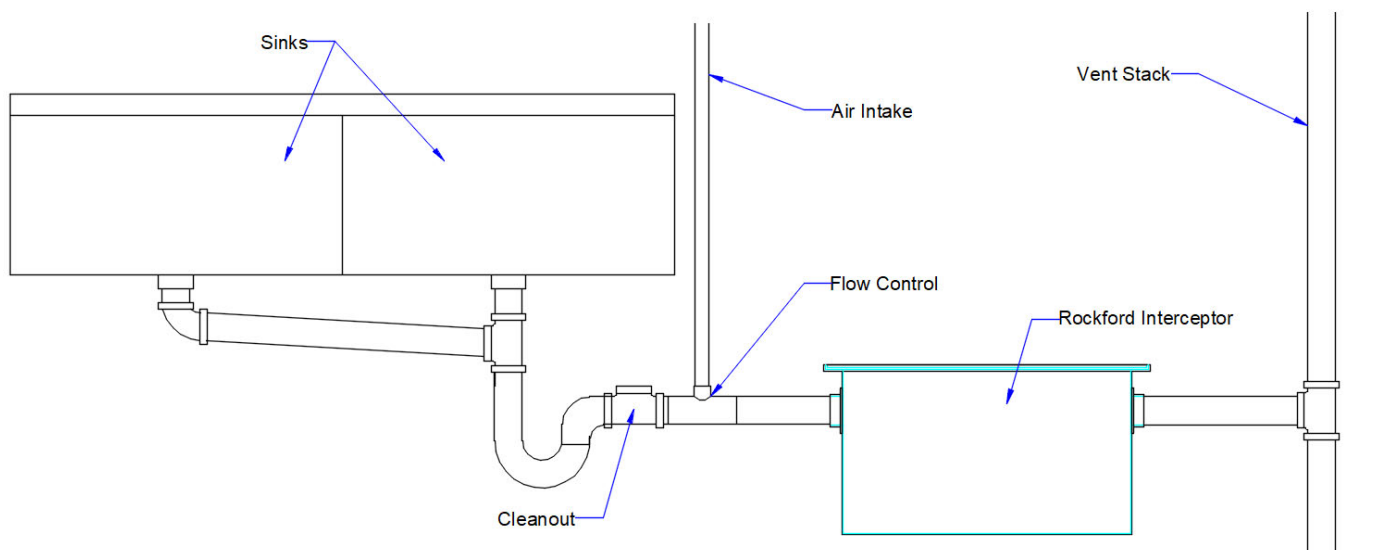 Sinks
Vent Stack
Air Intake
Flow Control
Rockford Interceptor
Cleanout